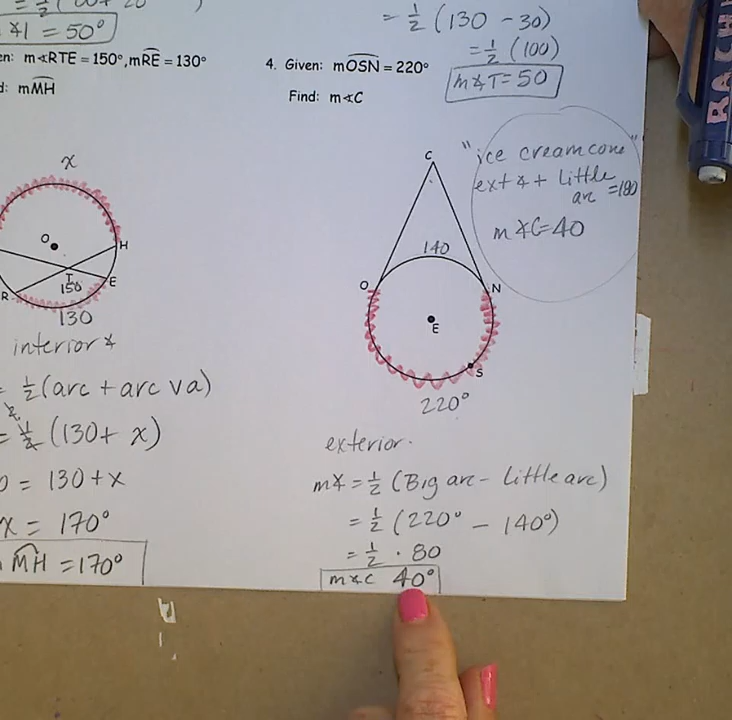 ∡1 = 50°
m∡RTE = 150°, mRE = 130°
mMH
x
O
H
T
150
E
R
130
interior ∡
= ½(arc + arc va)
= ½ (130 + x)
= 130 + x
x = 170°
MH = 170°
= ½ (130 - 30)
= ½ (100)
m∡T = 50
4. Given: mOSN = 220°
Find: m∡C
C
140
O
N
E
S
220°
"ice cream cone"
ext ∡ + little
arc = 180
m∡C = 40
exterior.
m∡ = ½ (Big arc - Little arc)
= ½ (220° - 140°)
= ½ · 80
m∡C 40°